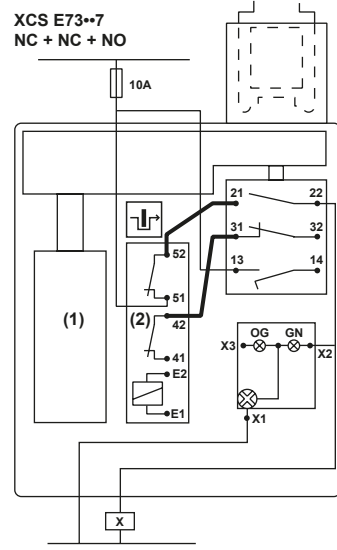 XCS E73••7
NC + NC + NO
10A
21 22
52
31 32
13 14
51
(1) (2) 42
OG GN
41 X3 X2
E2
E1 X1
X